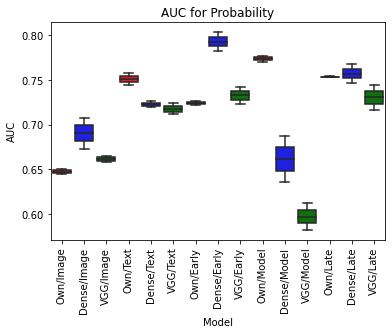 AUC for Probability
AUC
0.80
0.75
0.70
0.65
0.60
Own/Image
Dense/Image
VGG/Image
Own/Text
Dense/Text
VGG/Text
Own/Early
Dense/Early
VGG/Early
Own/Model
Dense/Model
VGG/Model
Own/Late
Dense/Late
VGG/Late
Model